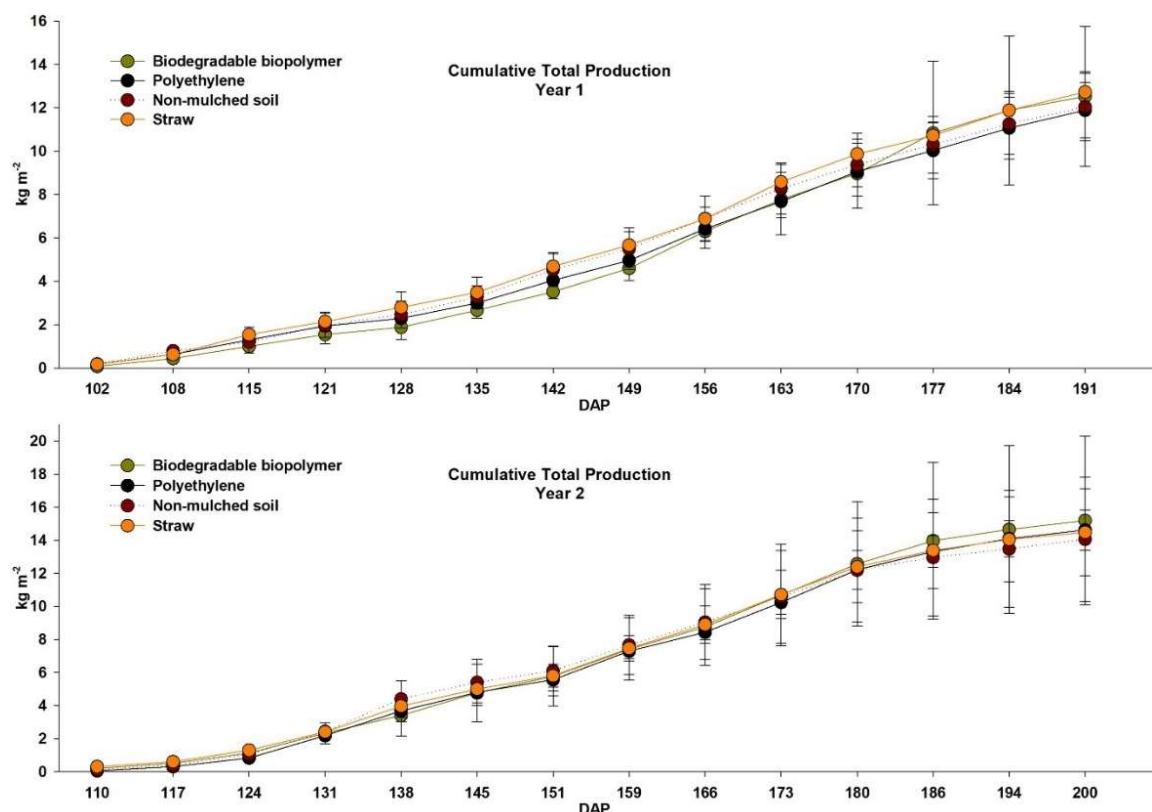 16
14
12
10
8
6
4
2
0
kg m-2
Biodegradable biopolymer
Polyethylene
Non-mulched soil
Straw
Cumulative Total Production
Year 1
102 108 115 121 128 135 142 149 156 163 170 177 184 191
DAP
20
18
16
14
12
10
8
6
4
2
0
kg m-2
Biodegradable biopolymer
Polyethylene
Non-mulched soil
Straw
Cumulative Total Production
Year 2
110 117 124 131 138 145 151 159 166 173 180 186 194 200
DAP